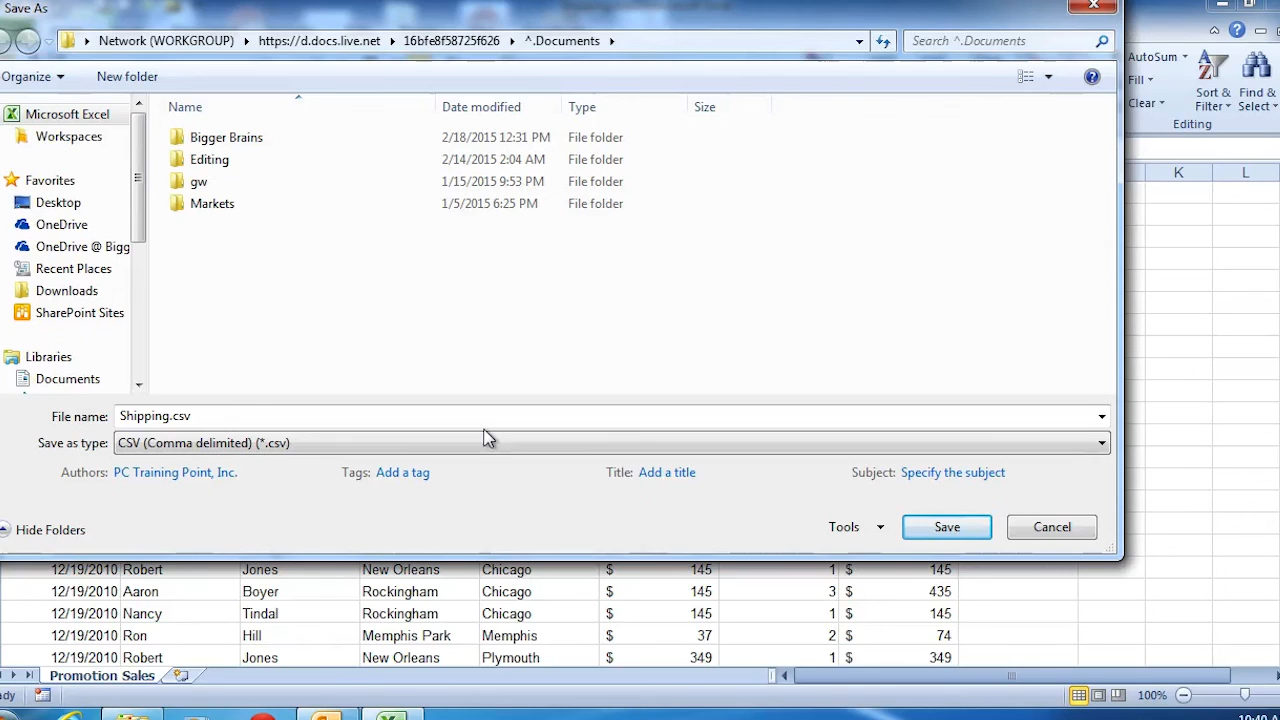 Save As
Network (WORKGROUP) https://d.docs.live.net 16bfe8f58725f626 ^.Documents Search ^.Documents
Organize New folder
AutoSum
Fill
Clear
Sort & Filter
Find & Select
Editing
Name Date modified Type Size
Bigger Brains 2/18/2015 12:31 PM File folder
Editing 2/14/2015 2:04 AM File folder
gw 1/15/2015 9:53 PM File folder
Markets 1/5/2015 6:25 PM File folder
Microsoft Excel
Workspaces
Favorites
Desktop
OneDrive
OneDrive @ Bigg
Recent Places
Downloads
SharePoint Sites
Libraries
Documents
K L
File name: Shipping.csv
Save as type: CSV (Comma delimited) (*.csv)
Authors: PC Training Point, Inc. Tags: Add a tag Title: Add a title Subject: Specify the subject
Hide Folders Tools Save Cancel
12/19/2010 Robert Jones New Orleans Chicago $ 145 1 $ 145
12/19/2010 Aaron Boyer Rockingham Chicago $ 145 3 $ 435
12/19/2010 Nancy Tindal Rockingham Chicago $ 145 1 $ 145
12/19/2010 Ron Hill Memphis Park Memphis $ 37 2 $ 74
12/19/2010 Robert Jones New Orleans Plymouth $ 349 1 $ 349
Promotion Sales
ady 100%